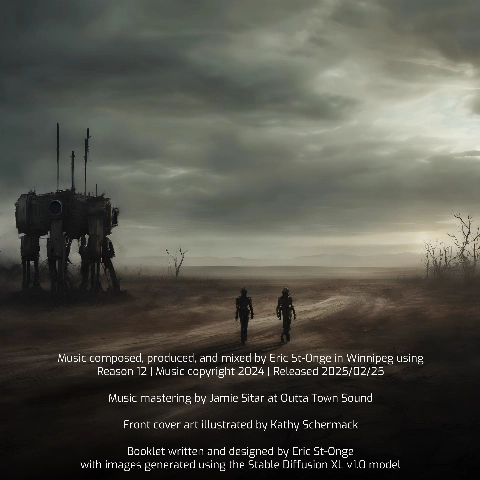 Music composed, produced, and mixed by Eric St-Onge in Winnipeg using
Reason 12 | Music copyright 2024 | Released 2025/02/25
Music mastering by Jamie Sitar at Outta Town Sound
Front cover art illustrated by Kathy Schermack
Booklet written and designed by Eric St-Onge
with images generated using the Stable Diffusion XL v1.0 model